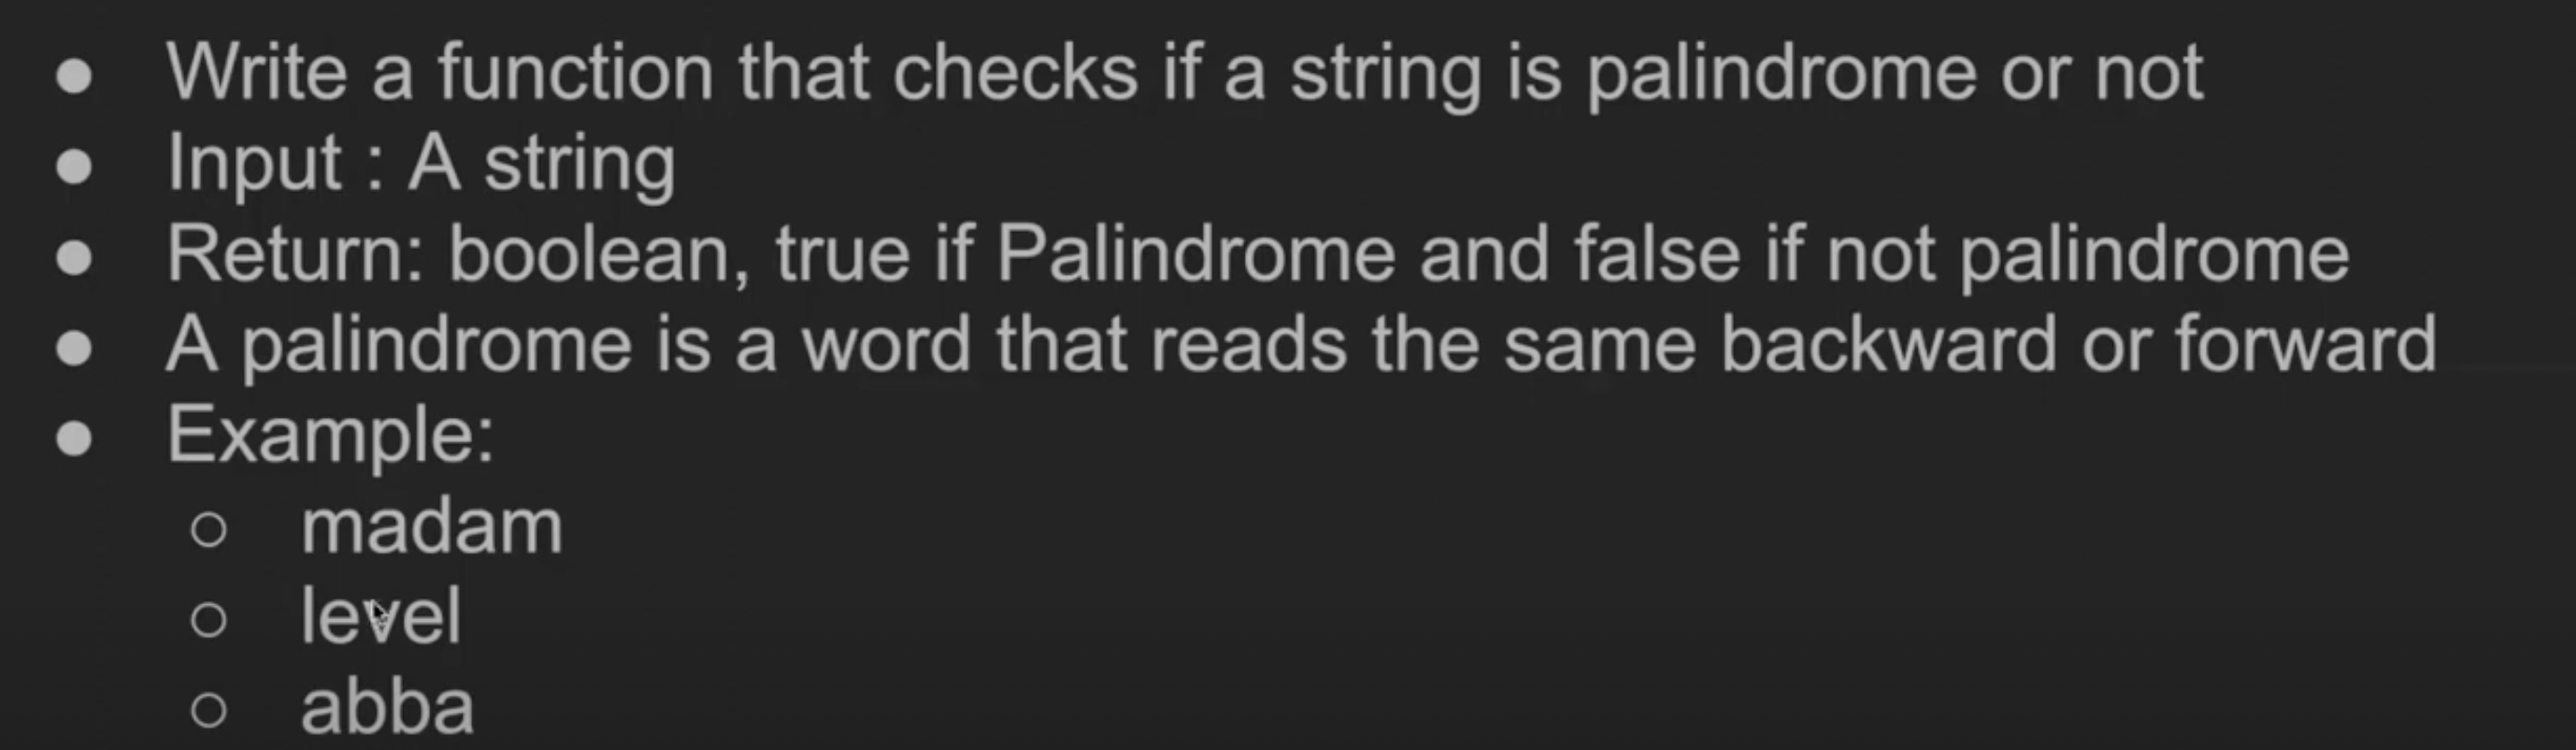 ● Write a function that checks if a string is palindrome or not
● Input : A string
● Return: boolean, true if Palindrome and false if not palindrome
● A palindrome is a word that reads the same backward or forward
● Example:
○ madam
○ level
○ abba